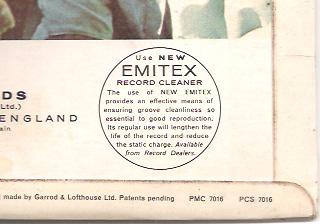 Use NEW
EMITEX
RECORD CLEANER
The use of NEW EMITEX
provides an effective means of
ensuring groove cleanliness so
essential to good reproduction.
Its regular use will lengthen the
life of the record and reduce
the static charge. Available
from Record Dealers.
DS
Ltd.)
ENGLAND
made by Garrod & Lofthouse Ltd. Patents pending PMC 7016 PCS 7016